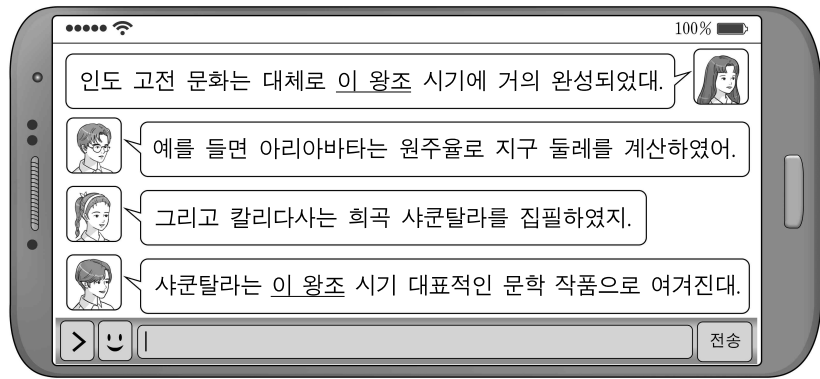 100%
인도 고전 문화는 대체로 이 왕조 시기에 거의 완성되었대.
예를 들면 아리아바타는 원주율로 지구 둘레를 계산하였어.
그리고 칼리다사는 희곡 샤쿤탈라를 집필하였지.
샤쿤탈라는 이 왕조 시기 대표적인 문학 작품으로 여겨진대.
전송